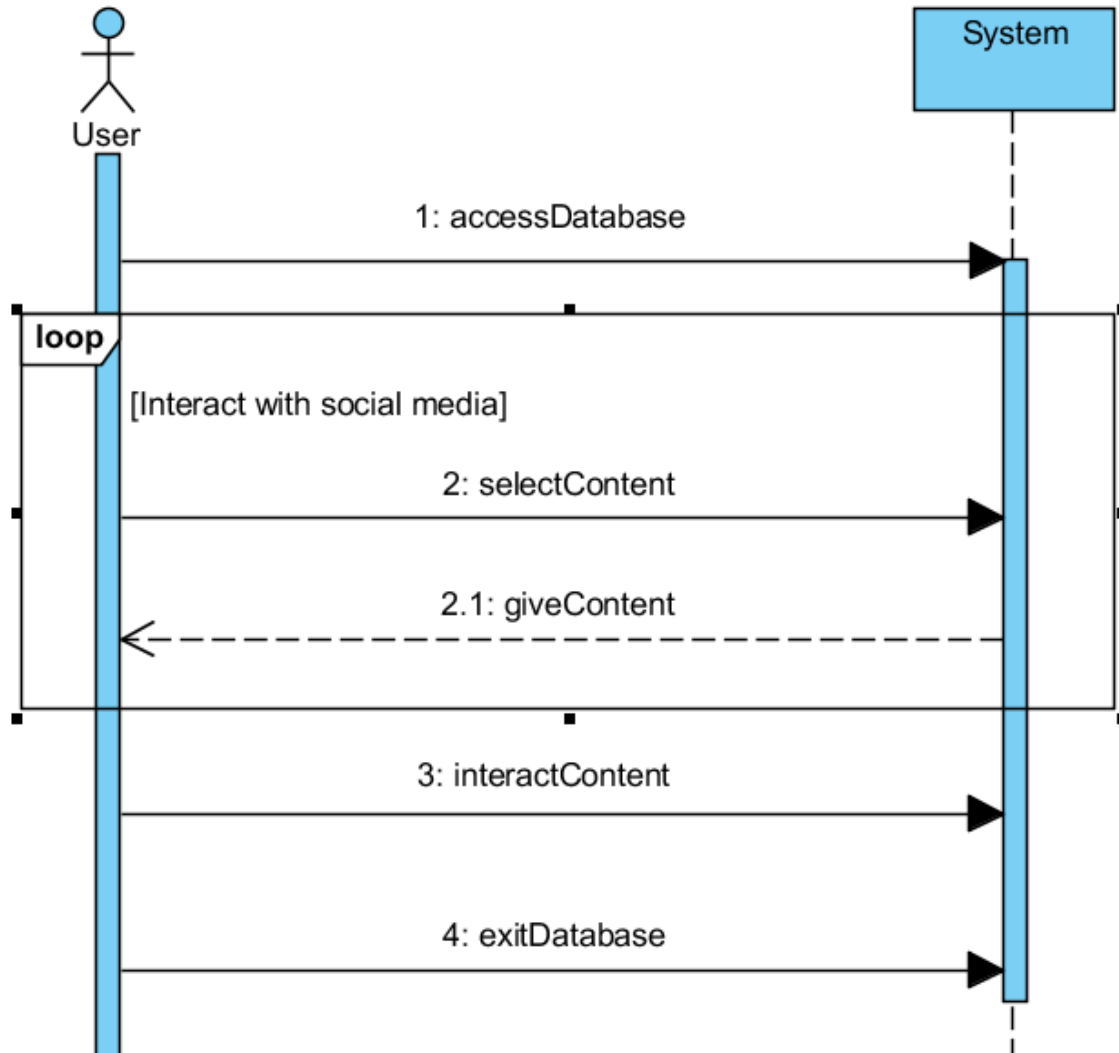 User
System
1: accessDatabase
loop
[Interact with social media]
2: selectContent
2.1: giveContent
3: interactContent
4: exitDatabase